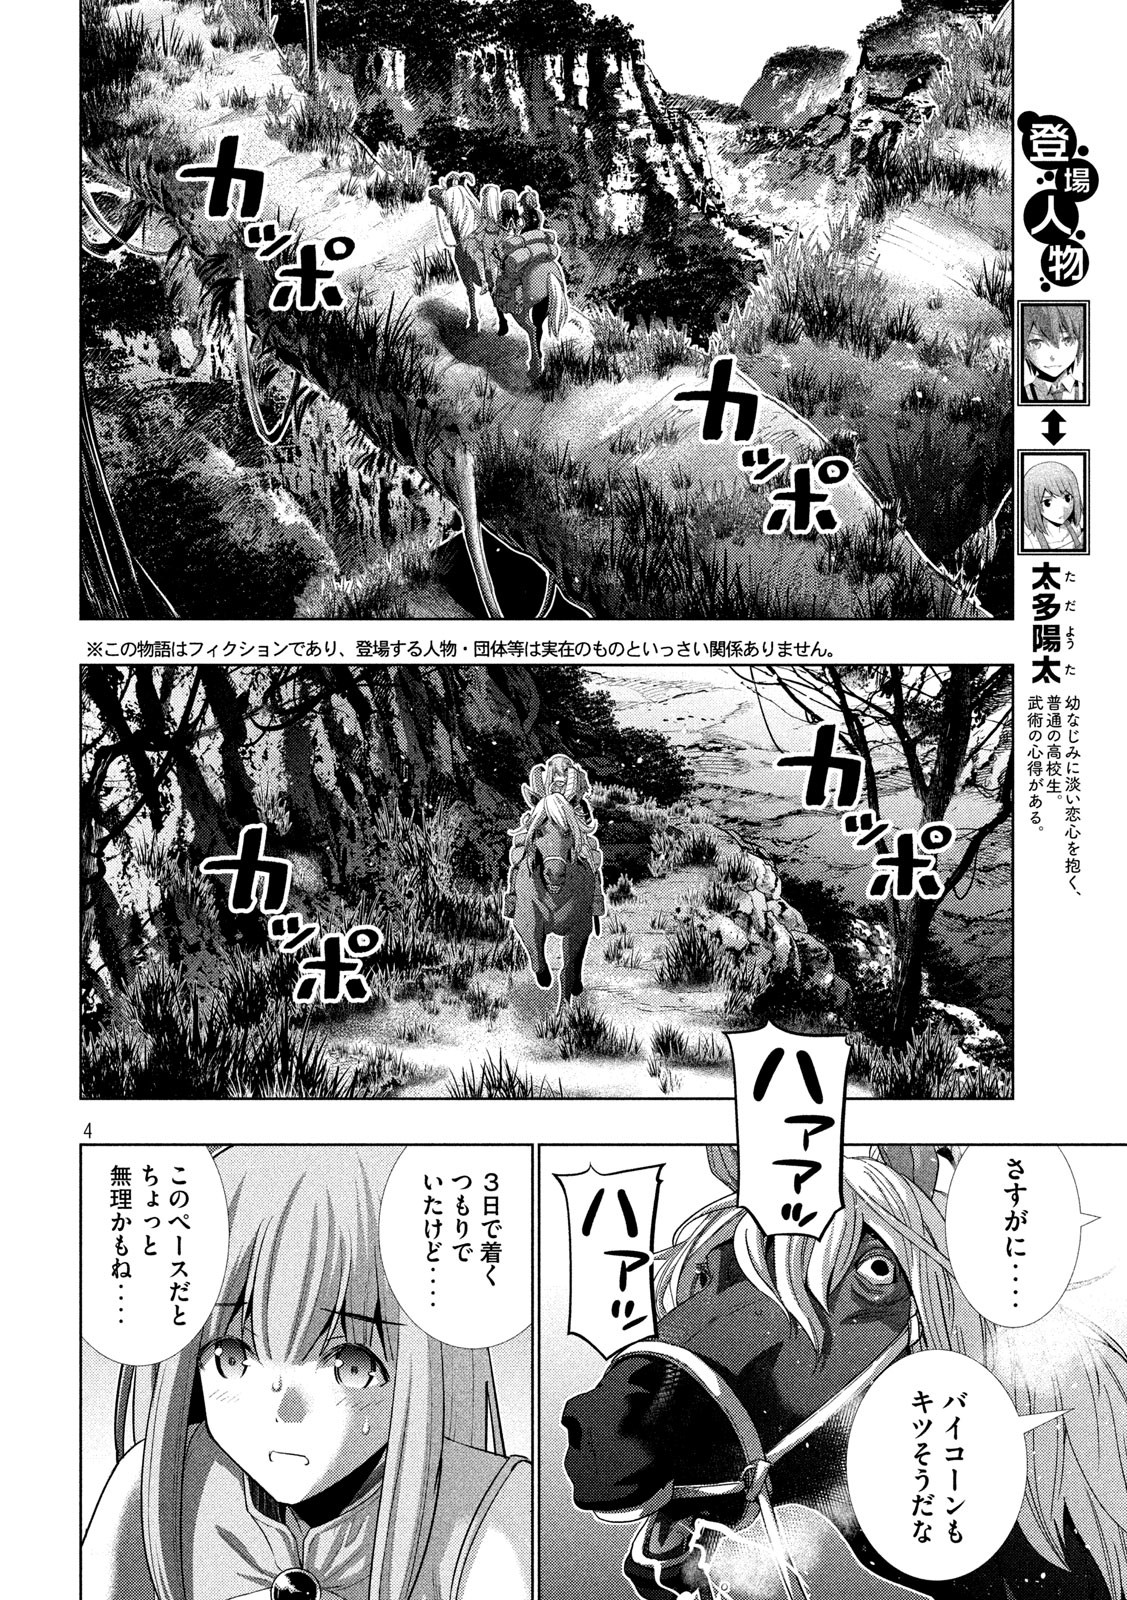 登場人物
太多陽太
ただようた
幼なじみに淡い恋心を抱く、
普通の高校生。
武術の心得がある。
カッポ
カッポ
※この物語はフィクションであり、登場する人物・団体等は実在のものといっさい関係ありません。
カッポ
カッポ
4
さすがに‥‥
バイコーンも
キツそうだな
ハァァッ
ハァッ
3日で着く
つもりで
いたけど‥‥
このペースだと
ちょっと
無理かもね‥‥